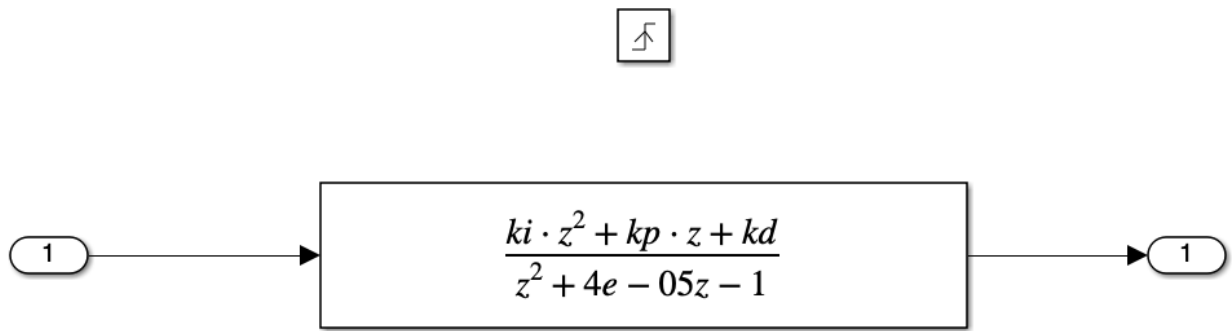 1
ki · z² + kp · z + kd
z² + 4e − 05z − 1
1